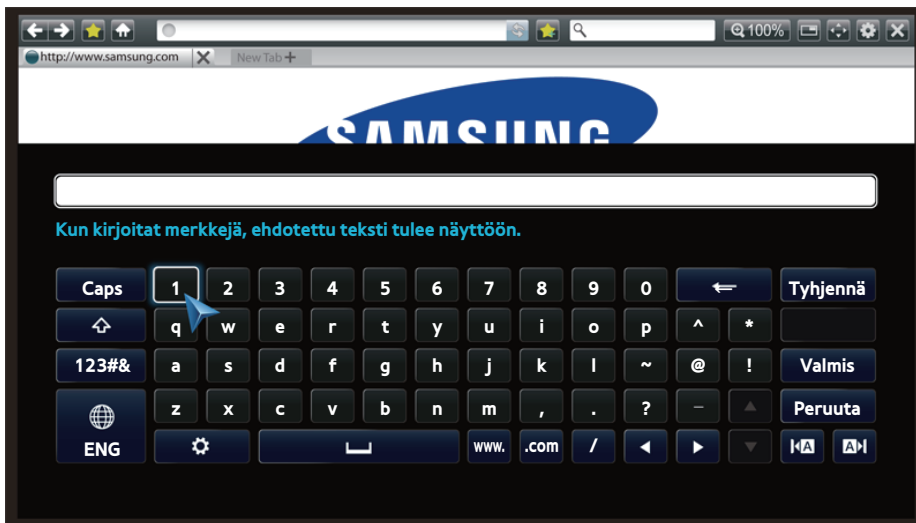 100%
http://www.samsung.com New Tab
SAMSUNG
Kun kirjoitat merkkejä, ehdotettu teksti tulee näyttöön.
Caps 1 2 3 4 5 6 7 8 9 0 Tyhjennä
q w e r t y u i o p ^ *
123#& a s d f g h j k l ~ @ ! Valmis
z x c v b n m , . ? - Peruuta
ENG www. .com / A A